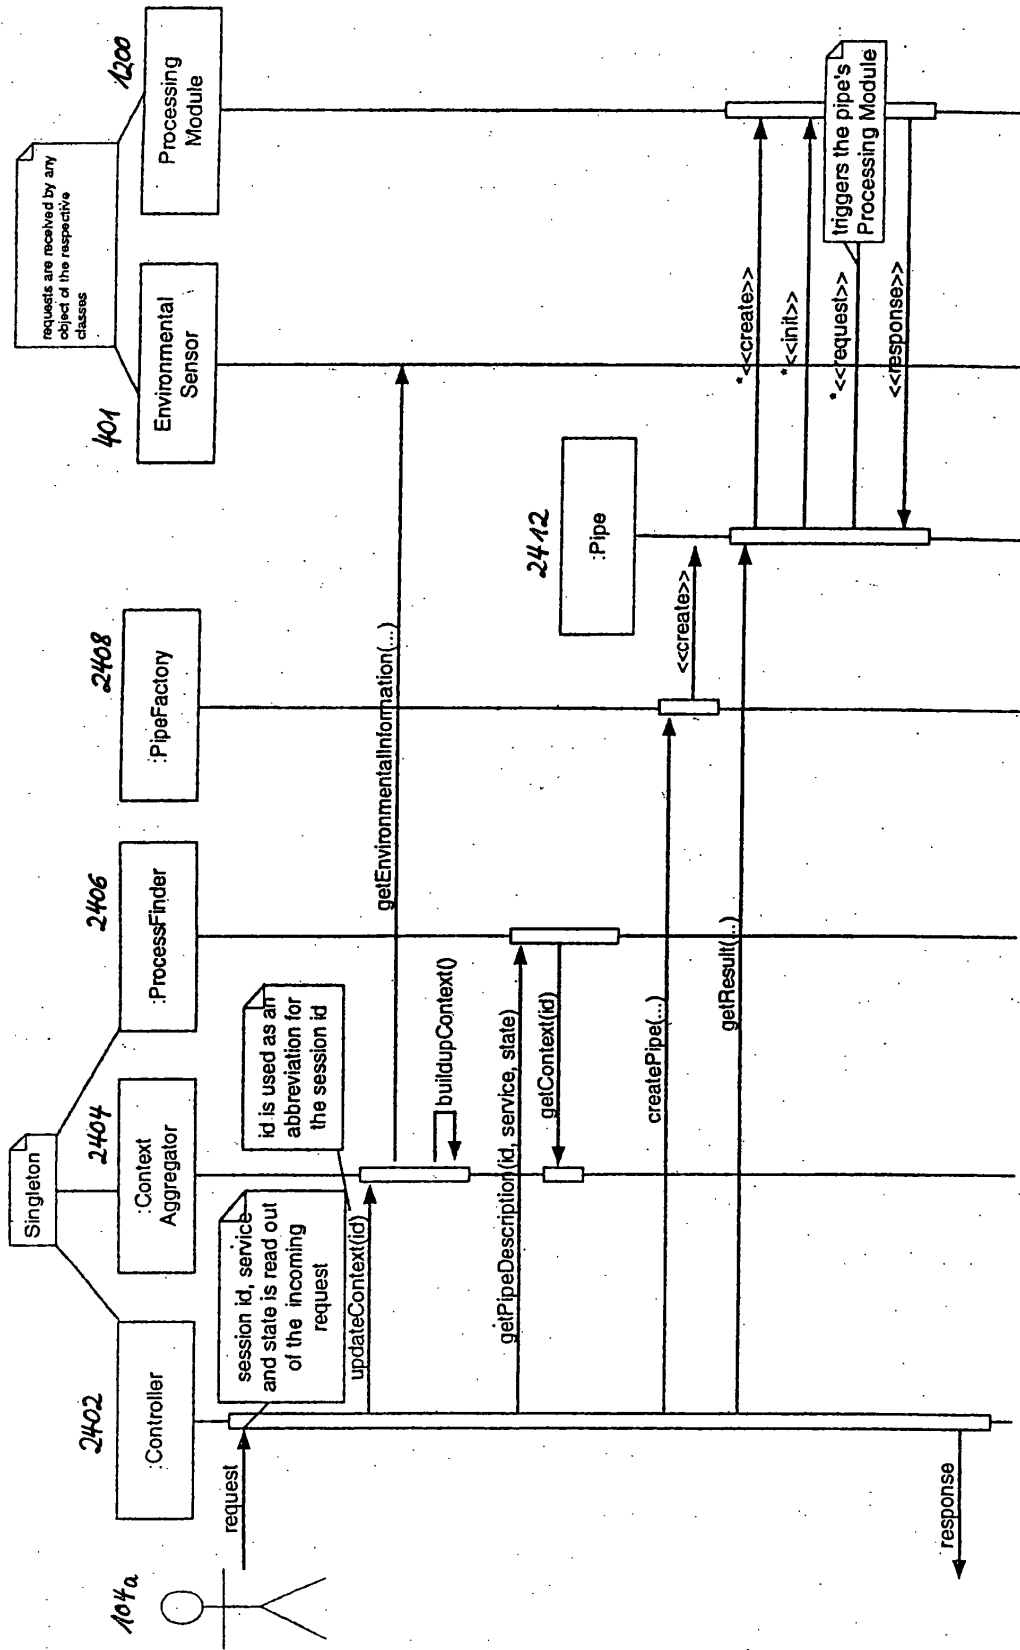 104a
2402
:Controller
Singleton
2404
:Context
Aggregator
2406
:ProcessFinder
2408
:PipeFactory
2412
:Pipe
401
Environmental
Sensor
1200
Processing
Module
requests are received by any
object of the respective
classes
request
session id, service
and state is read out
of the incoming
request
id is used as an
abbreviation for
the session id
updateContext(id)
getEnvironmentalInformation(...)
buildupContext()
getPipeDescription(id, service, state)
getContext(id)
createPipe(...)
<<create>>
getResult(...)
*<<create>>
*<<init>>
*<<request>>
triggers the pipe's
Processing Module
<<response>>
response